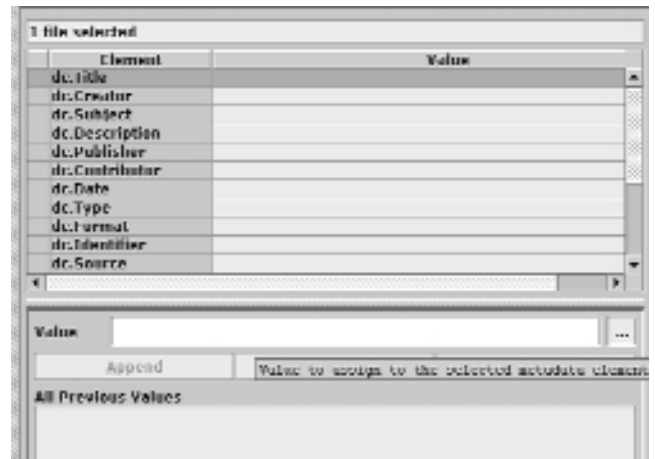 1 file selected
Element Value
dc.Title
dc.Creator
dc.Subject
dc.Description
dc.Publisher
dc.Contributor
dc.Date
dc.Type
dc.Format
dc.Identifier
dc.Source
Value ...
Append
Value to assign to the selected metadata element
All Previous Values